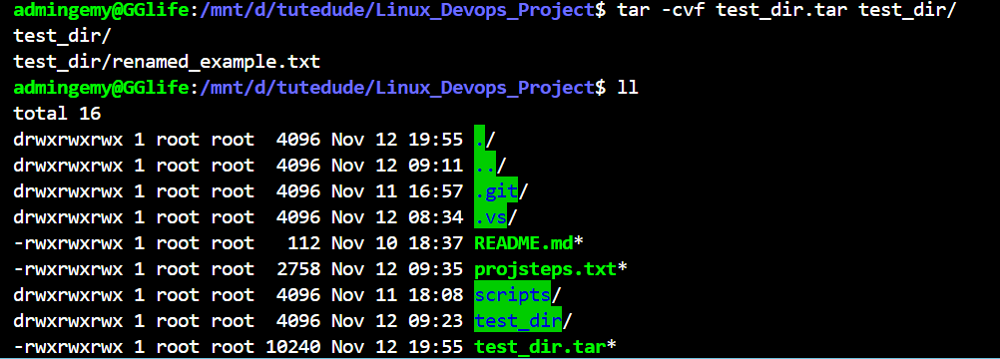 admingemy@GGlife:/mnt/d/tutedude/Linux_Devops_Project$ tar -cvf test_dir.tar test_dir/
test_dir/
test_dir/renamed_example.txt
admingemy@GGlife:/mnt/d/tutedude/Linux_Devops_Project$ ll
total 16
drwxrwxrwx 1 root root  4096 Nov 12 19:55 ./
drwxrwxrwx 1 root root  4096 Nov 12 09:11 ../
drwxrwxrwx 1 root root  4096 Nov 11 16:57 .git/
drwxrwxrwx 1 root root  4096 Nov 12 08:34 .vs/
-rwxrwxrwx 1 root root   112 Nov 10 18:37 README.md*
-rwxrwxrwx 1 root root  2758 Nov 12 09:35 projsteps.txt*
drwxrwxrwx 1 root root  4096 Nov 11 18:08 scripts/
drwxrwxrwx 1 root root  4096 Nov 12 09:23 test_dir/
-rwxrwxrwx 1 root root 10240 Nov 12 19:55 test_dir.tar*